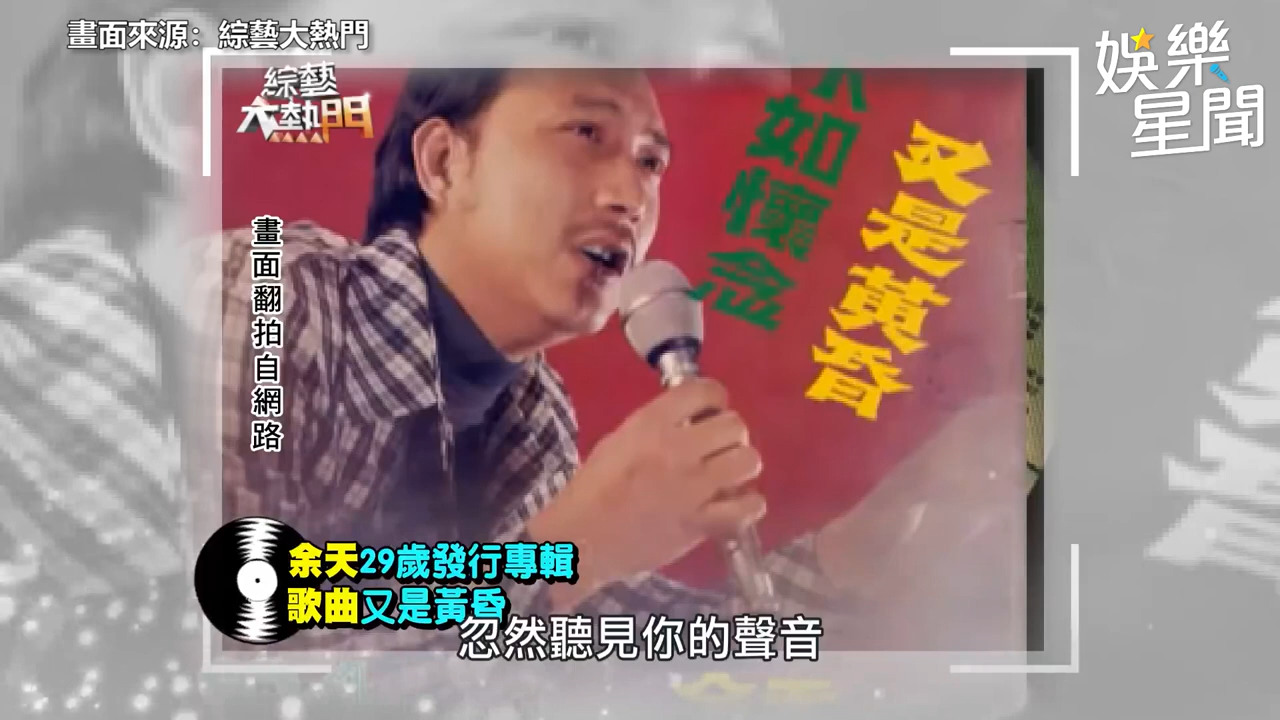 畫面來源：綜藝大熱門
娛樂
星聞
綜藝
大熱門
畫面翻拍自網路
如懷念
又是黃昏
余天29歲發行專輯
歌曲又是黃昏
忽然聽見你的聲音